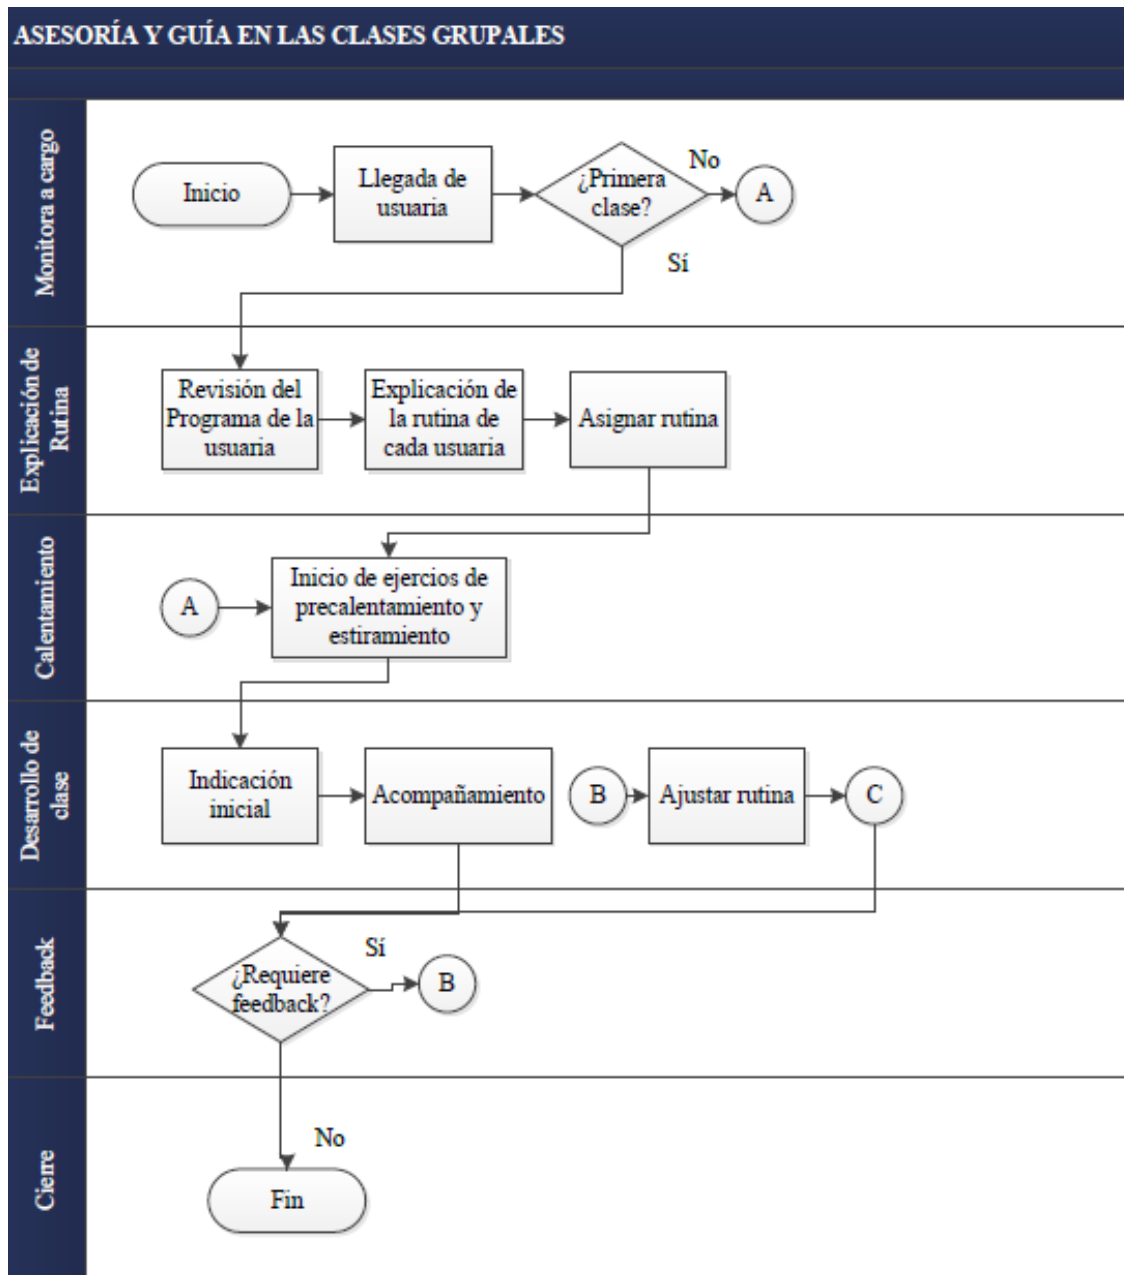 ASESORÍA Y GUÍA EN LAS CLASES GRUPALES
Monitora a cargo
Inicio
Llegada de
usuaria
¿Primera
clase?
No
A
Sí
Explicación de
Rutina
Revisión del
Programa de la
usuaria
Explicación de
la rutina de
cada usuaria
Asignar rutina
Calentamiento
A
Inicio de ejercios de
precalentamiento y
estiramiento
Desarrollo de
clase
Indicación
inicial
Acompañamiento
B
Ajustar rutina
C
Feedback
¿Requiere
feedback?
Sí
B
No
Cierre
Fin